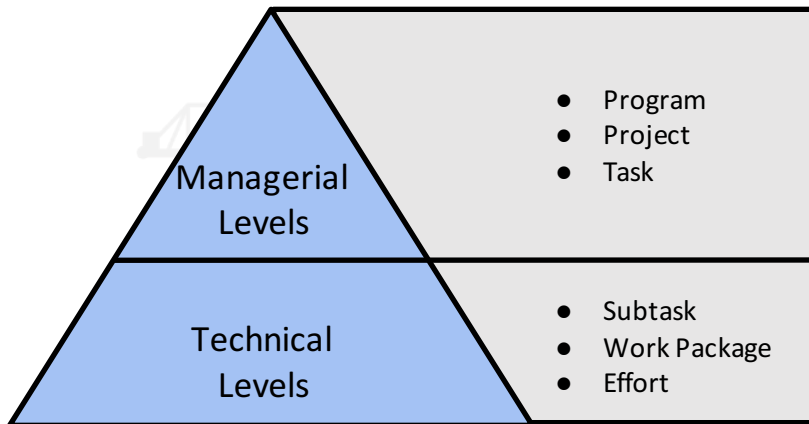 Managerial
Levels
● Program
● Project
● Task
Technical
Levels
● Subtask
● Work Package
● Effort